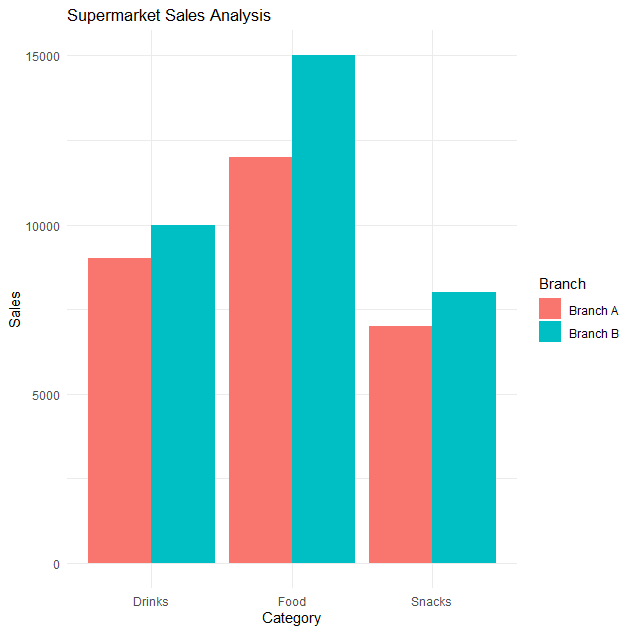 Supermarket Sales Analysis
15000
10000
5000
0
Sales
Drinks
Food
Snacks
Category
Branch
Branch A
Branch B